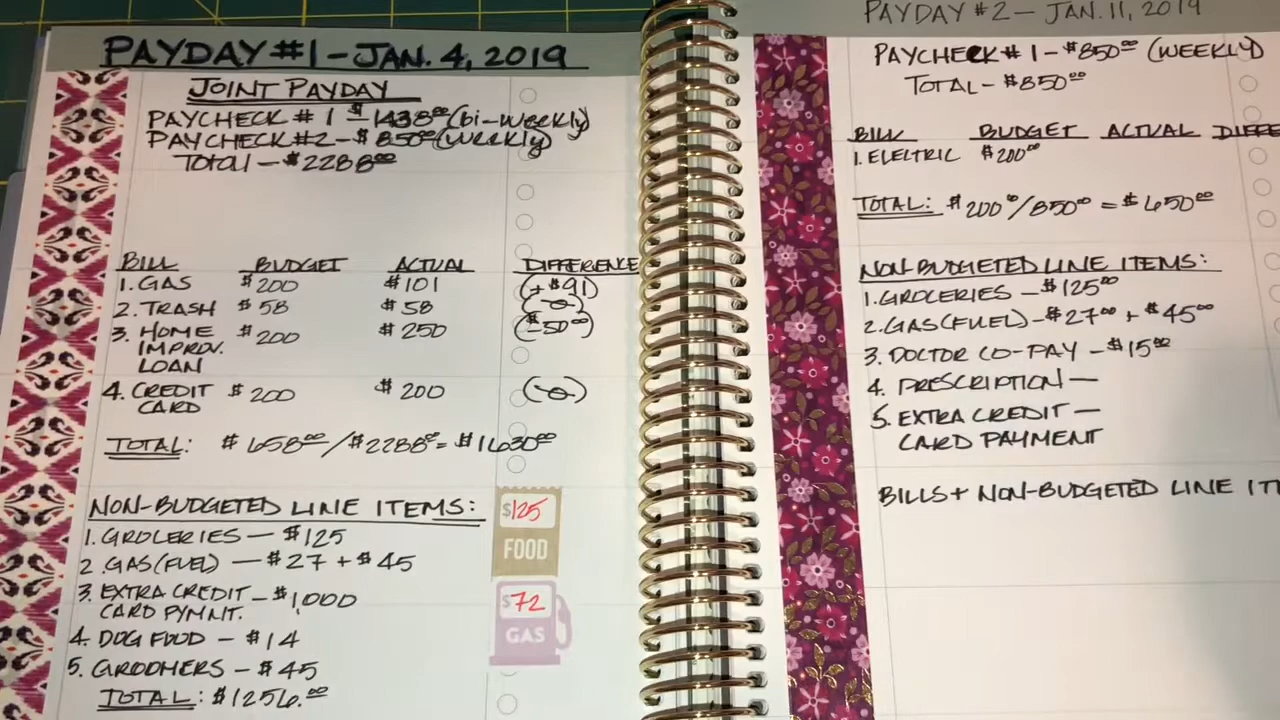 PAYDAY #1 - JAN. 4, 2019
JOINT PAYDAY
PAYCHECK #1 - $1438.00 (bi-weekly)
PAYCHECK #2 - $850.00 (weekly)
TOTAL - $2288.00
BILL BUDGET ACTUAL DIFFERENCE
1. GAS $200 $101 (+$91)
2. TRASH $58 $58 (-0-)
3. HOME $200 $250 (-$50.00)
IMPROV.
LOAN
4. CREDIT $200 $200 (-0-)
CARD
TOTAL: $658.00/$2288.00 = $1630.00
NON-BUDGETED LINE ITEMS:
1. GROCERIES - $125
2. GAS (FUEL) - $27 + $45
3. EXTRA CREDIT - $1,000
CARD PYMNT.
4. DOG FOOD - $14
5. GROOMERS - $45
TOTAL: $1256.00
$125
FOOD
$72
GAS
PAYDAY #2 - JAN. 11, 2019
PAYCHECK #1 - $850.00 (WEEKLY)
TOTAL - $850.00
BILL BUDGET ACTUAL DIFFE
1. ELECTRIC $200.00
TOTAL: $200.00/850.00 = $650.00
NON-BUDGETED LINE ITEMS:
1. GROCERIES - $125.00
2. GAS (FUEL) - $27.00 + $45.00
3. DOCTOR CO-PAY - $15.00
4. PRESCRIPTION -
5. EXTRA CREDIT -
CARD PAYMENT
BILLS + NON-BUDGETED LINE IT